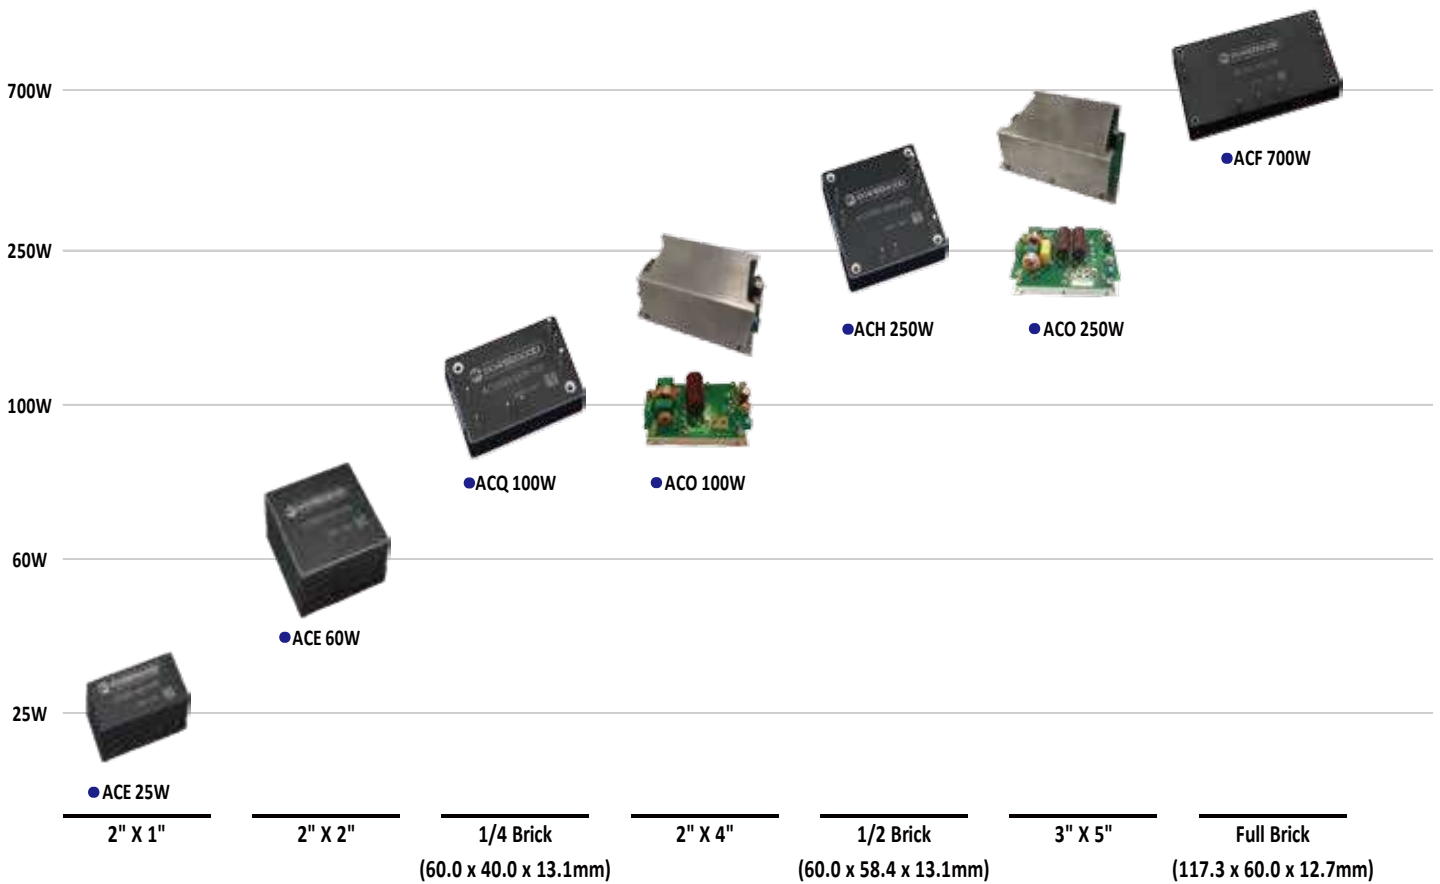 700W
ACF 700W
250W
ACH 250W
ACO 250W
100W
ACQ 100W
ACO 100W
60W
ACE 60W
25W
ACE 25W
2" X 1"
2" X 2"
1/4 Brick
(60.0 x 40.0 x 13.1mm)
2" X 4"
1/2 Brick
(60.0 x 58.4 x 13.1mm)
3" X 5"
Full Brick
(117.3 x 60.0 x 12.7mm)